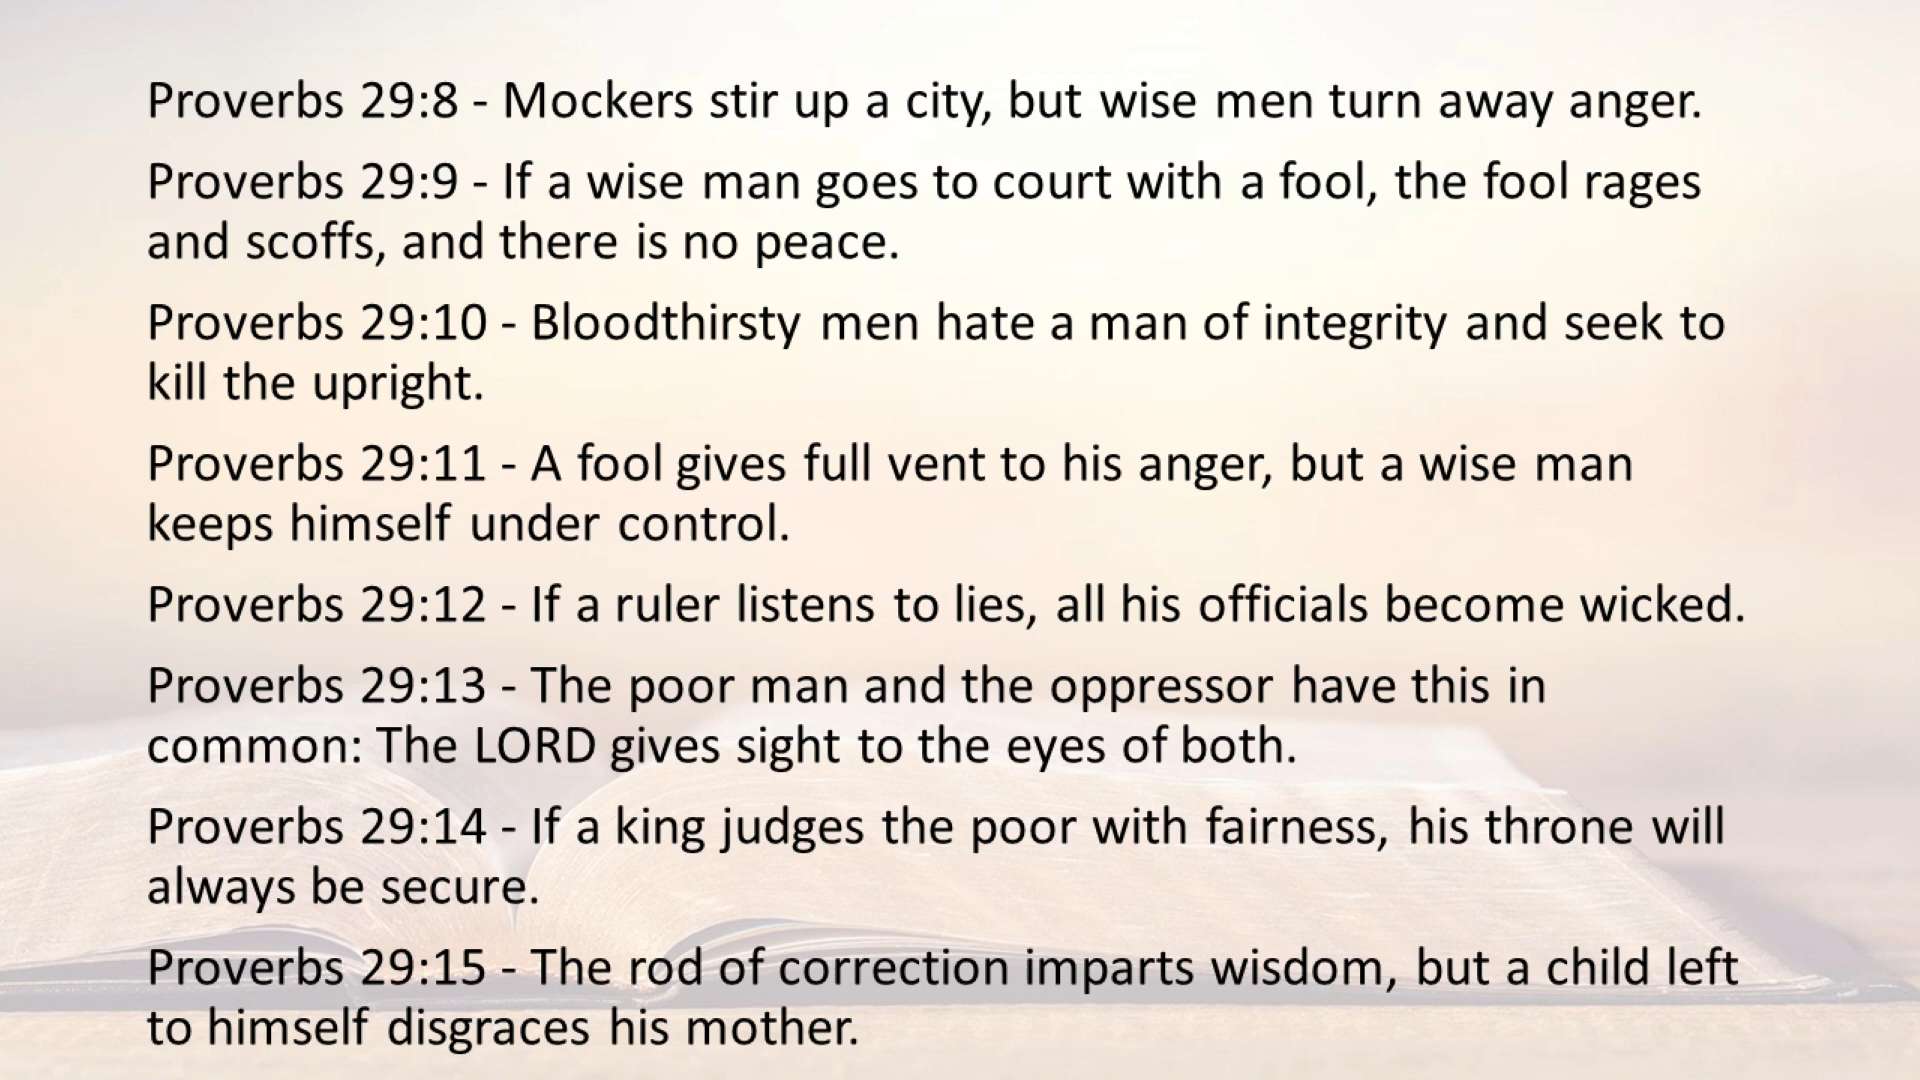 Proverbs 29:8 - Mockers stir up a city, but wise men turn away anger.
Proverbs 29:9 - If a wise man goes to court with a fool, the fool rages
and scoffs, and there is no peace.
Proverbs 29:10 - Bloodthirsty men hate a man of integrity and seek to
kill the upright.
Proverbs 29:11 - A fool gives full vent to his anger, but a wise man
keeps himself under control.
Proverbs 29:12 - If a ruler listens to lies, all his officials become wicked.
Proverbs 29:13 - The poor man and the oppressor have this in
common: The LORD gives sight to the eyes of both.
Proverbs 29:14 - If a king judges the poor with fairness, his throne will
always be secure.
Proverbs 29:15 - The rod of correction imparts wisdom, but a child left
to himself disgraces his mother.